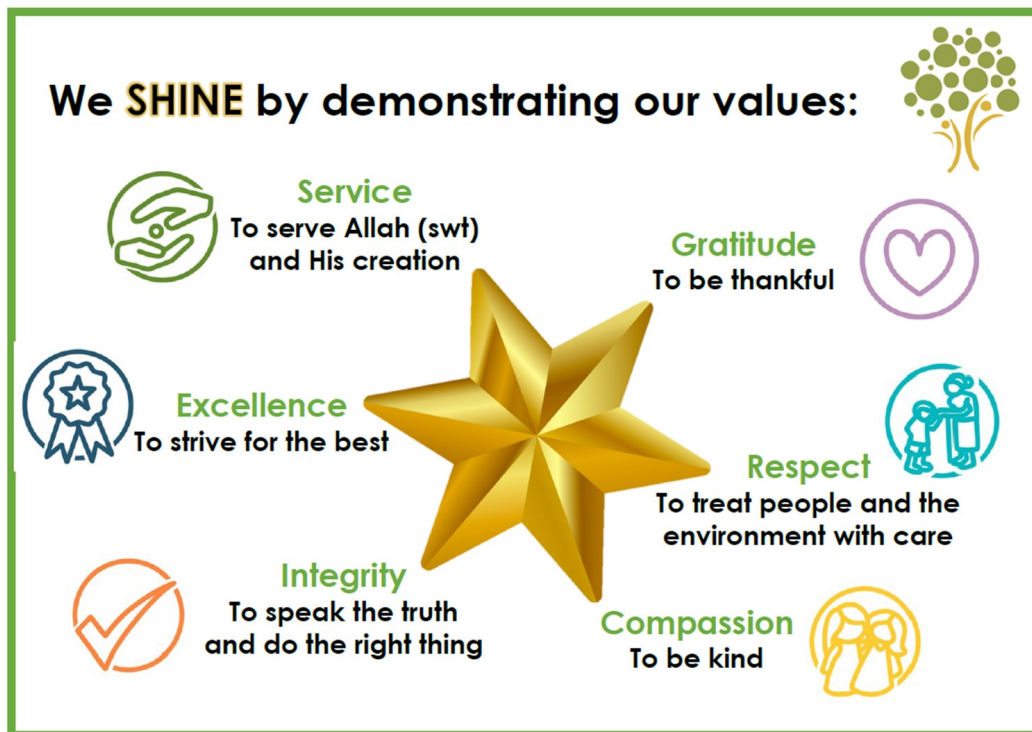 We SHINE by demonstrating our values:
Service
To serve Allah (swt)
and His creation
Gratitude
To be thankful
Excellence
To strive for the best
Respect
To treat people and the
environment with care
Integrity
To speak the truth
and do the right thing
Compassion
To be kind